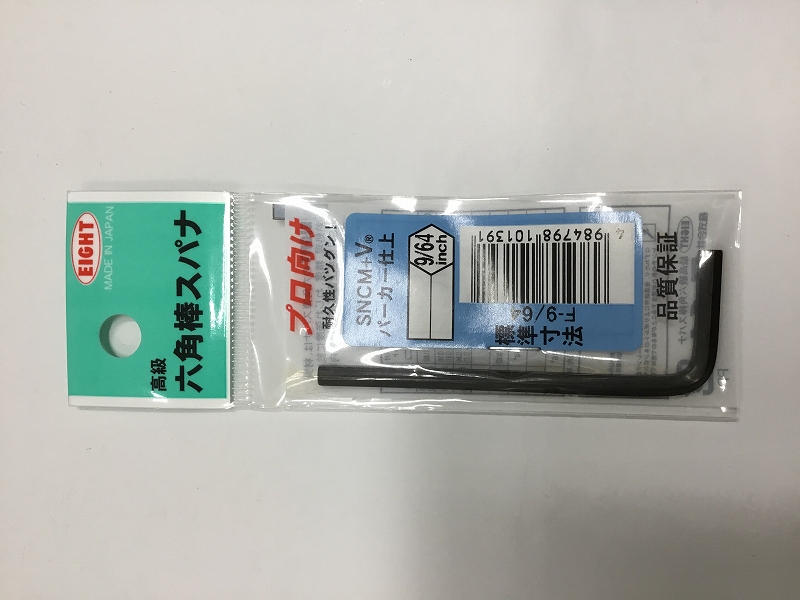 EIGHT
MADE IN JAPAN
高級
六角棒スパナ
プロ向け
耐久性バツグン!
SNCM+V®
パーカー仕上
9/64
inch
4 984798 101391
TT-9/64
標準寸法
品質保証